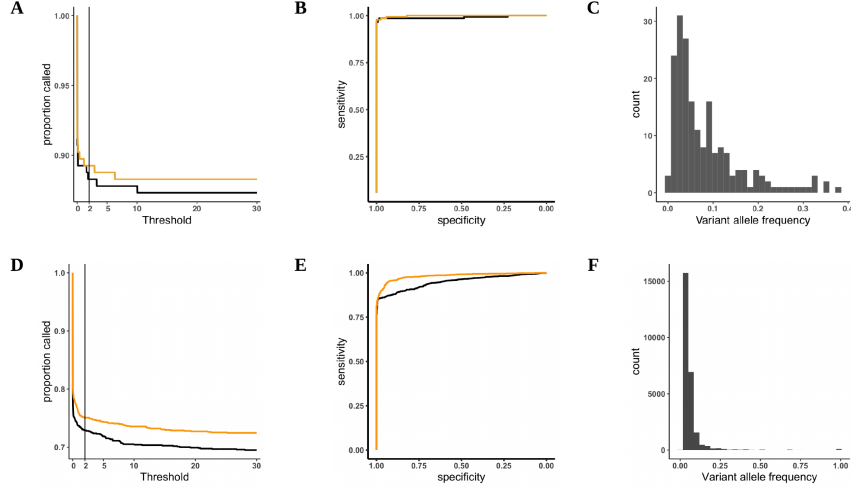 A
1.00
0.95
0.90
proportion called
0 2 5 10 20 30
Threshold
B
1.00
0.75
0.50
0.25
sensitivity
1.00 0.75 0.50 0.25 0.00
specificity
C
30
20
10
0
count
0.0 0.1 0.2 0.3 0.4
Variant allele frequency
D
1.0
0.9
0.8
0.7
proportion called
0 2 5 10 20 30
Threshold
E
1.00
0.75
0.50
0.25
0.00
sensitivity
1.00 0.75 0.50 0.25 0.00
specificity
F
15000
10000
5000
0
count
0.00 0.25 0.50 0.75 1.00
Variant allele frequency